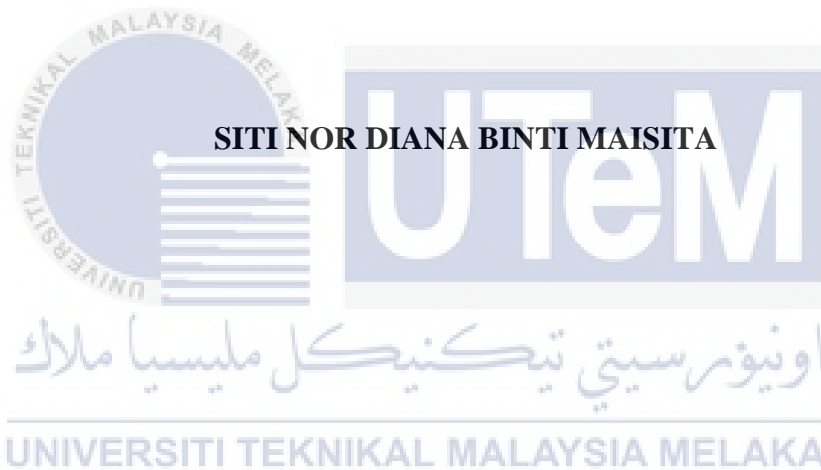 UNIVERSITI TEKNIKAL MALAYSIA MELAKA
SITI NOR DIANA BINTI MAISITA
UTeM
اونيۏرسيتي تيكنيكل مليسيا ملاك
UNIVERSITI TEKNIKAL MALAYSIA MELAKA